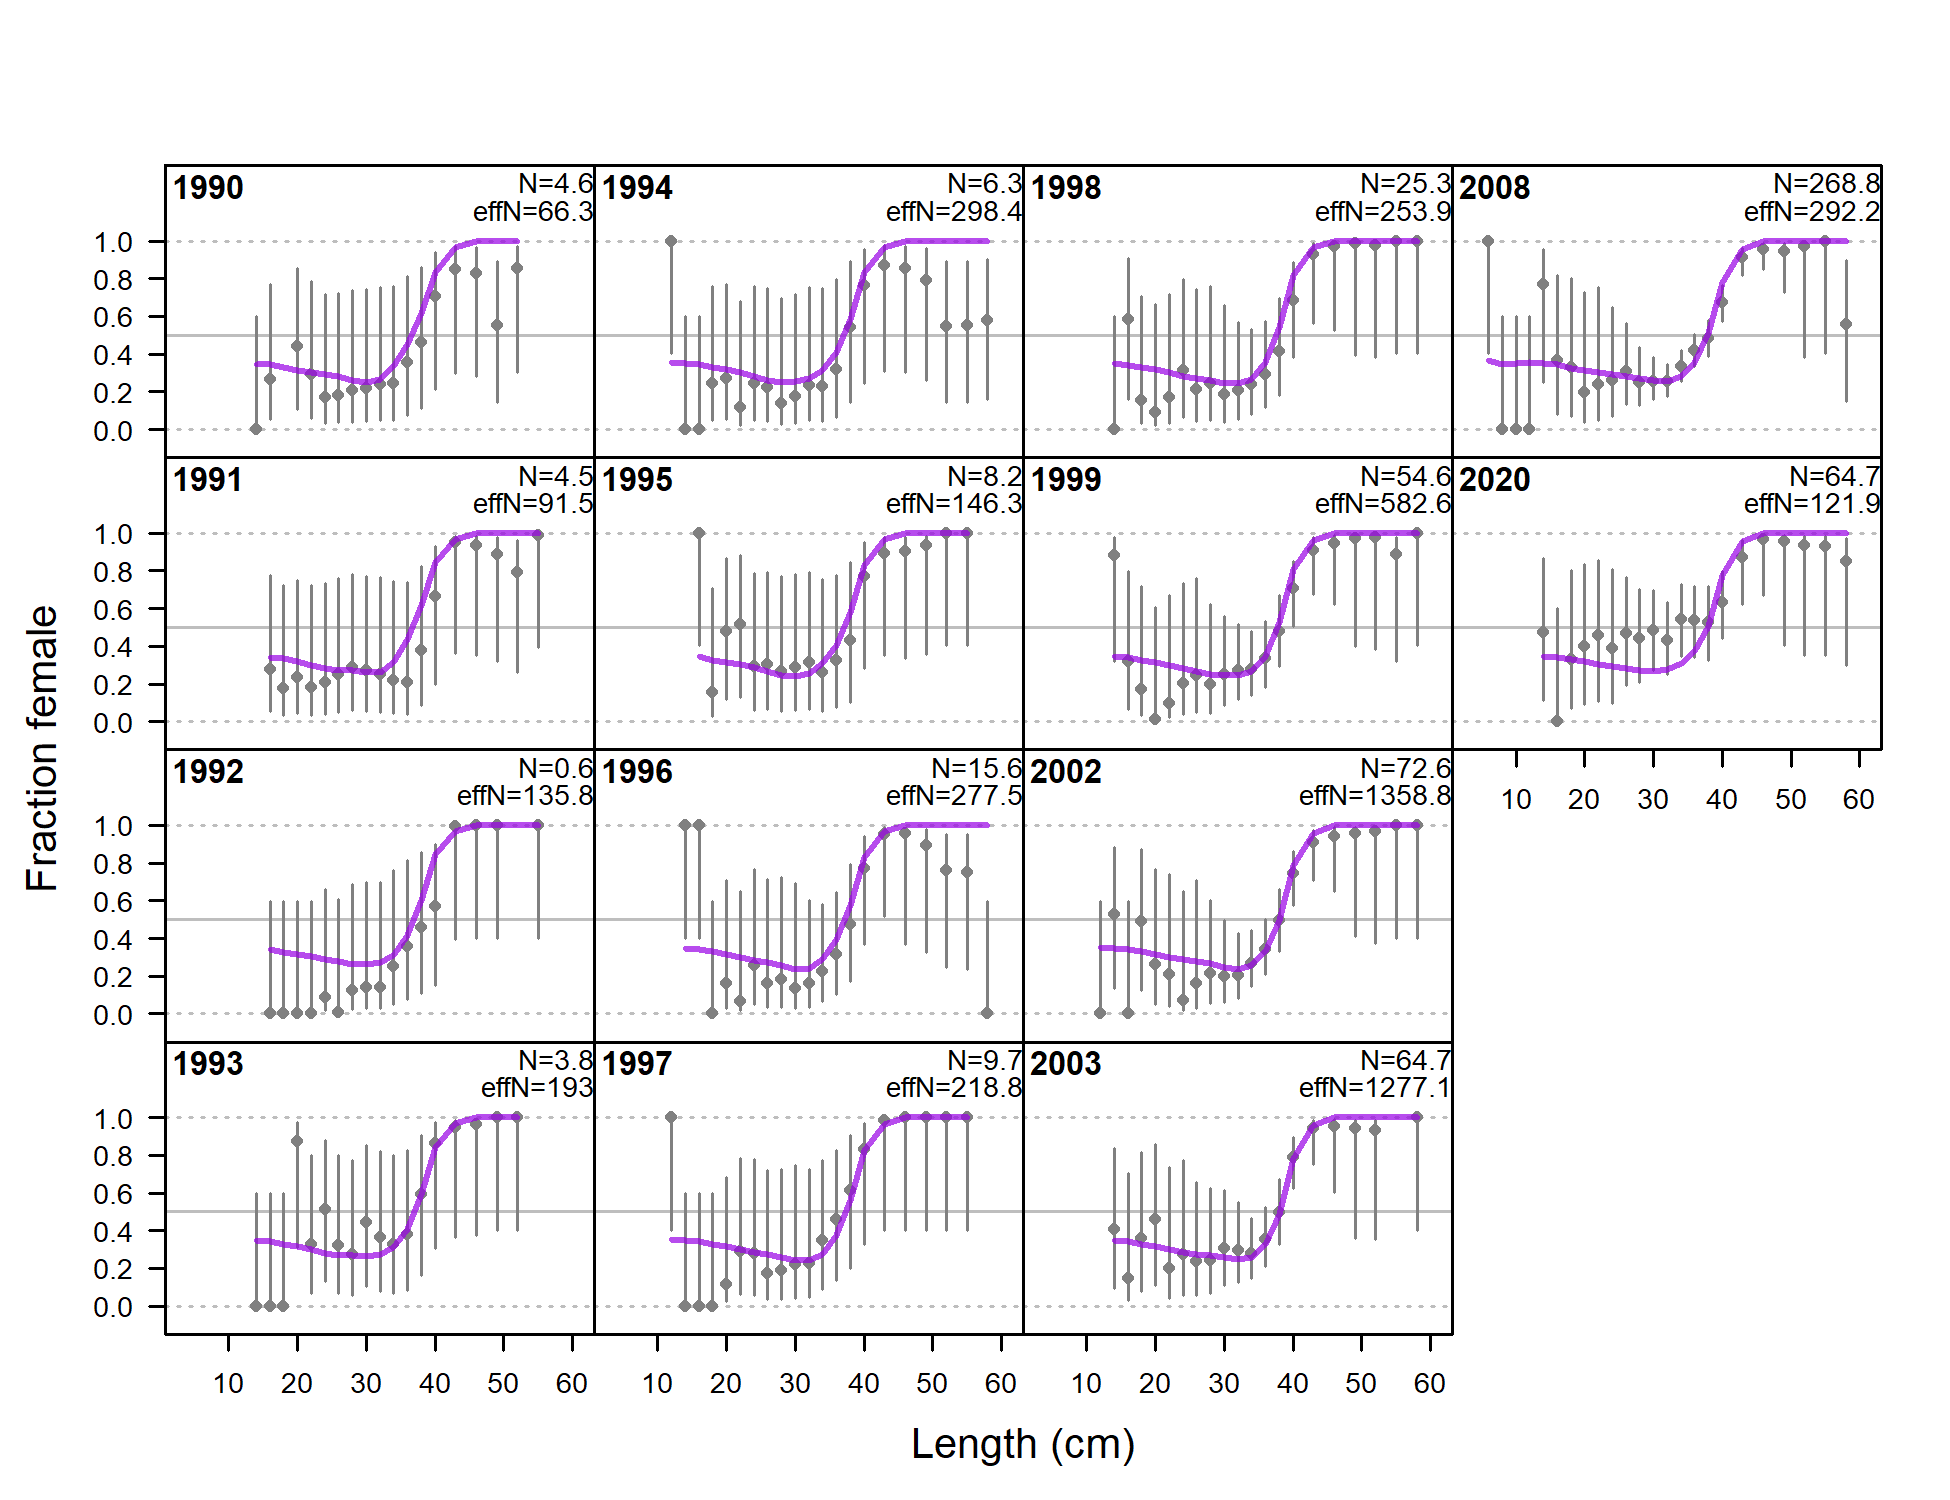 1990
N=4.6
effN=66.3
1994
N=6.3
effN=298.4
1998
N=25.3
effN=253.9
2008
N=268.8
effN=292.2
1.0
0.8
0.6
0.4
0.2
0.0
1991
N=4.5
effN=91.5
1995
N=8.2
effN=146.3
1999
N=54.6
effN=582.6
2020
N=64.7
effN=121.9
1.0
0.8
0.6
0.4
0.2
0.0
1992
N=0.6
effN=135.8
1996
N=15.6
effN=277.5
2002
N=72.6
effN=1358.8
10 20 30 40 50 60
1.0
0.8
0.6
0.4
0.2
0.0
1993
N=3.8
effN=193
1997
N=9.7
effN=218.8
2003
N=64.7
effN=1277.1
1.0
0.8
0.6
0.4
0.2
0.0
10 20 30 40 50 60
10 20 30 40 50 60
10 20 30 40 50 60
Fraction female
Length (cm)